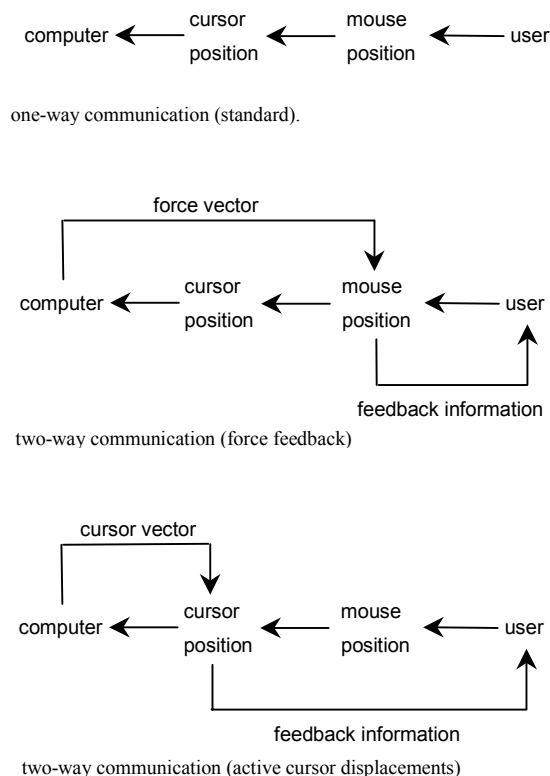 computer cursor position mouse position user
one-way communication (standard).
force vector
computer cursor position mouse position user
feedback information
two-way communication (force feedback)
cursor vector
computer cursor position mouse position user
feedback information
two-way communication (active cursor displacements)